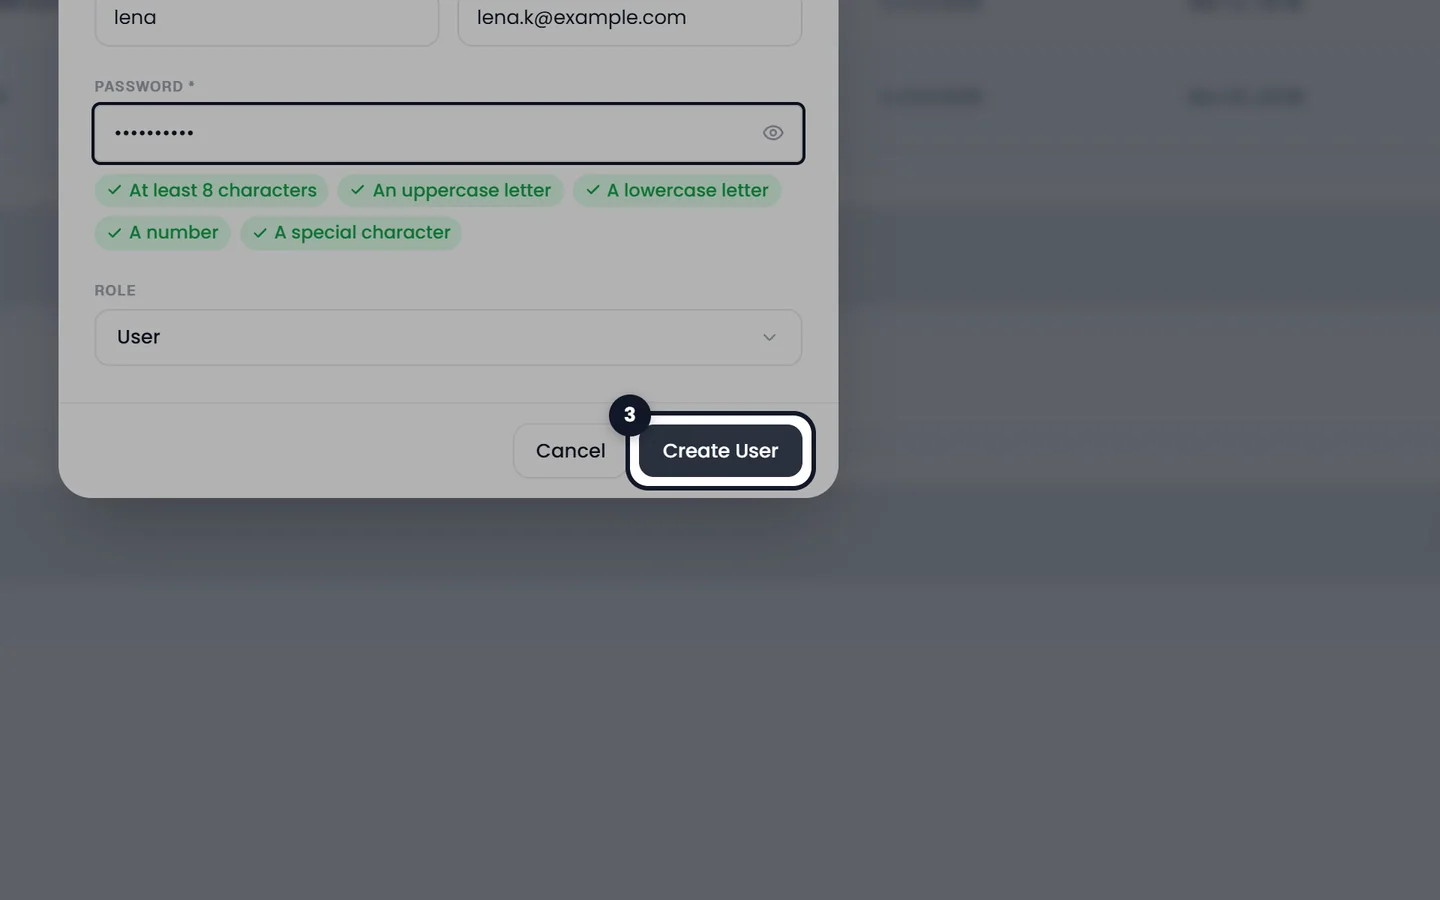 lena
lena.k@example.com
PASSWORD *
••••••••••
At least 8 characters
An uppercase letter
A lowercase letter
A number
A special character
ROLE
User
3
Cancel
Create User